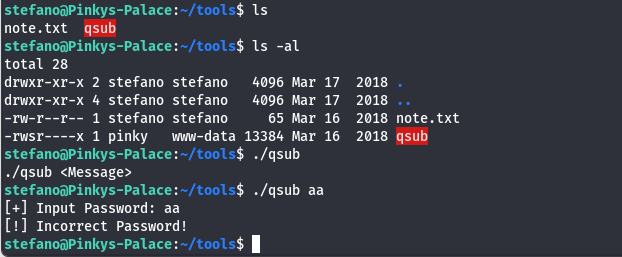 stefano@Pinkys-Palace:~/tools$ ls
note.txt  qsub
stefano@Pinkys-Palace:~/tools$ ls -al
total 28
drwxr-xr-x 2 stefano stefano   4096 Mar 17  2018 .
drwxr-xr-x 4 stefano stefano   4096 Mar 17  2018 ..
-rw-r--r-- 1 stefano stefano     65 Mar 16  2018 note.txt
-rwsr----x 1 pinky   www-data 13384 Mar 16  2018 qsub
stefano@Pinkys-Palace:~/tools$ ./qsub
./qsub <Message>
stefano@Pinkys-Palace:~/tools$ ./qsub aa
[+] Input Password: aa
[!] Incorrect Password!
stefano@Pinkys-Palace:~/tools$